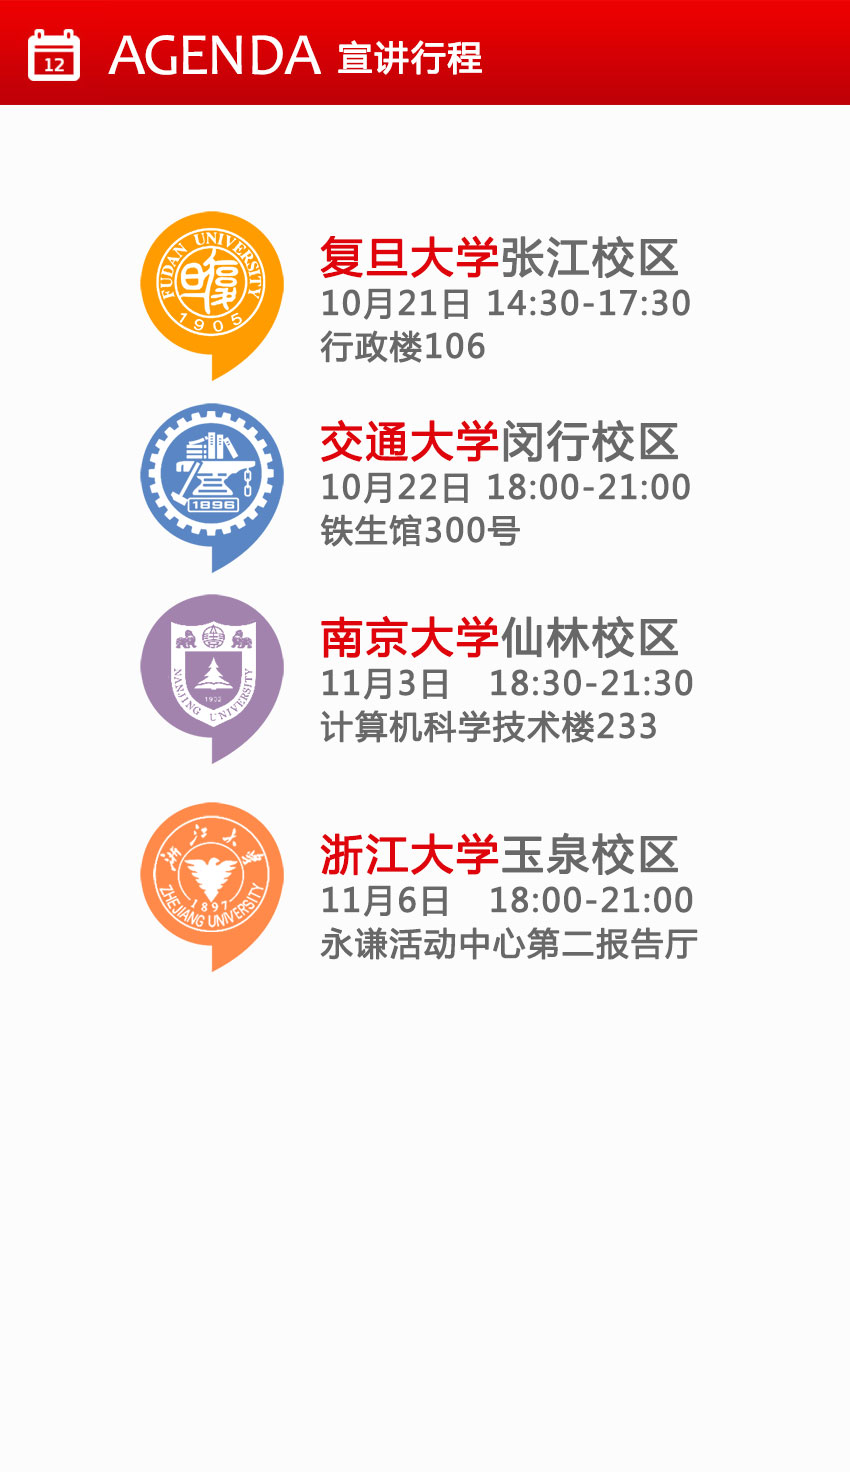 12
AGENDA 宣讲行程
FUDAN UNIVERSITY
1905
复旦大学张江校区
10月21日 14:30-17:30
行政楼106
1896
交通大学闵行校区
10月22日 18:00-21:00
铁生馆300号
1902
NANJING UNIVERSITY
南京大学仙林校区
11月3日 18:30-21:30
计算机科学技术楼233
浙江大学
1897
ZHEJIANG UNIVERSITY
浙江大学玉泉校区
11月6日 18:00-21:00
永谦活动中心第二报告厅